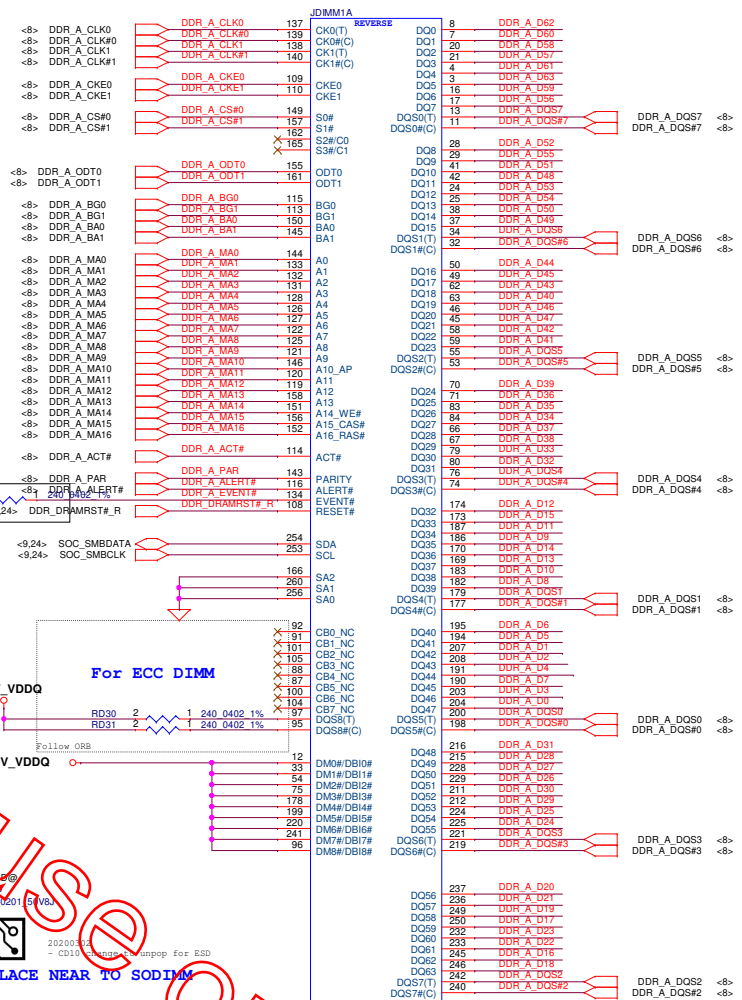 JDIMM1A
REVERSE
<8> DDR_A_CLK0 DDR_A_CLK0 137 CK0(T)
<8> DDR_A_CLK#0 DDR_A_CLK#0 139 CK0#(C)
<8> DDR_A_CLK1 DDR_A_CLK1 138 CK1(T)
<8> DDR_A_CLK#1 DDR_A_CLK#1 140 CK1#(C)
<8> DDR_A_CKE0 DDR_A_CKE0 109 CKE0
<8> DDR_A_CKE1 DDR_A_CKE1 110 CKE1
<8> DDR_A_CS#0 DDR_A_CS#0 149 S0#
<8> DDR_A_CS#1 DDR_A_CS#1 157 S1#
162 S2#/C0
165 S3#/C1
<8> DDR_A_ODT0 DDR_A_ODT0 155 ODT0
<8> DDR_A_ODT1 DDR_A_ODT1 161 ODT1
<8> DDR_A_BG0 DDR_A_BG0 115 BG0
<8> DDR_A_BG1 DDR_A_BG1 113 BG1
<8> DDR_A_BA0 DDR_A_BA0 150 BA0
<8> DDR_A_BA1 DDR_A_BA1 145 BA1
<8> DDR_A_MA0 DDR_A_MA0 144 A0
<8> DDR_A_MA1 DDR_A_MA1 133 A1
<8> DDR_A_MA2 DDR_A_MA2 132 A2
<8> DDR_A_MA3 DDR_A_MA3 131 A3
<8> DDR_A_MA4 DDR_A_MA4 128 A4
<8> DDR_A_MA5 DDR_A_MA5 126 A5
<8> DDR_A_MA6 DDR_A_MA6 127 A6
<8> DDR_A_MA7 DDR_A_MA7 122 A7
<8> DDR_A_MA8 DDR_A_MA8 125 A8
<8> DDR_A_MA9 DDR_A_MA9 121 A9
<8> DDR_A_MA10 DDR_A_MA10 146 A10_AP
<8> DDR_A_MA11 DDR_A_MA11 120 A11
<8> DDR_A_MA12 DDR_A_MA12 119 A12
<8> DDR_A_MA13 DDR_A_MA13 158 A13
<8> DDR_A_MA14 DDR_A_MA14 151 A14_WE#
<8> DDR_A_MA15 DDR_A_MA15 156 A15_CAS#
<8> DDR_A_MA16 DDR_A_MA16 152 A16_RAS#
<8> DDR_A_ACT# DDR_A_ACT# 114 ACT#
<8> DDR_A_PAR DDR_A_PAR 143 PARITY
<8> DDR_A_ALERT# DDR_A_ALERT# 116 ALERT#
1 240_0402_1% DDR_A_EVENT# 134 EVENT#
,24> DDR_DRAMRST#_R DDR_DRAMRST#_R 108 RESET#
<9,24> SOC_SMBDATA 254 SDA
<9,24> SOC_SMBCLK 253 SCL
166 SA2
260 SA1
256 SA0
92 CB0_NC
91 CB1_NC
101 CB2_NC
105 CB3_NC
88 CB4_NC
87 CB5_NC
100 CB6_NC
104 CB7_NC
For ECC DIMM
_VDDQ
RD30 2 1 240_0402_1% 97 DQS8(T)
RD31 2 1 240_0402_1% 95 DQS8#(C)
Follow ORB
V_VDDQ
12 DM0#/DBI0#
33 DM1#/DBI1#
54 DM2#/DBI2#
75 DM3#/DBI3#
178 DM4#/DBI4#
199 DM5#/DBI5#
220 DM6#/DBI6#
241 DM7#/DBI7#
96 DM8#/DBI8#
DQ0 8 DDR_A_D62
DQ1 7 DDR_A_D60
DQ2 20 DDR_A_D58
DQ3 21 DDR_A_D57
DQ4 4 DDR_A_D61
DQ5 3 DDR_A_D63
DQ6 16 DDR_A_D59
DQ7 17 DDR_A_D56
DQS0(T) 13 DDR_A_DQS7 DDR_A_DQS7 <8>
DQS0#(C) 11 DDR_A_DQS#7 DDR_A_DQS#7 <8>
DQ8 28 DDR_A_D52
DQ9 29 DDR_A_D55
DQ10 41 DDR_A_D51
DQ11 42 DDR_A_D48
DQ12 24 DDR_A_D53
DQ13 25 DDR_A_D54
DQ14 38 DDR_A_D50
DQ15 37 DDR_A_D49
DQS1(T) 34 DDR_A_DQS6 DDR_A_DQS6 <8>
DQS1#(C) 32 DDR_A_DQS#6 DDR_A_DQS#6 <8>
DQ16 50 DDR_A_D44
DQ17 49 DDR_A_D45
DQ18 62 DDR_A_D43
DQ19 63 DDR_A_D40
DQ20 46 DDR_A_D46
DQ21 45 DDR_A_D47
DQ22 58 DDR_A_D42
DQ23 59 DDR_A_D41
DQS2(T) 55 DDR_A_DQS5 DDR_A_DQS5 <8>
DQS2#(C) 53 DDR_A_DQS#5 DDR_A_DQS#5 <8>
DQ24 70 DDR_A_D39
DQ25 71 DDR_A_D36
DQ26 83 DDR_A_D35
DQ27 84 DDR_A_D34
DQ28 66 DDR_A_D37
DQ29 67 DDR_A_D38
DQ30 79 DDR_A_D33
DQ31 80 DDR_A_D32
DQS3(T) 76 DDR_A_DQS4 DDR_A_DQS4 <8>
DQS3#(C) 74 DDR_A_DQS#4 DDR_A_DQS#4 <8>
DQ32 174 DDR_A_D12
DQ33 173 DDR_A_D15
DQ34 187 DDR_A_D11
DQ35 186 DDR_A_D9
DQ36 170 DDR_A_D14
DQ37 169 DDR_A_D13
DQ38 183 DDR_A_D10
DQ39 182 DDR_A_D8
DQS4(T) 179 DDR_A_DQS1 DDR_A_DQS1 <8>
DQS4#(C) 177 DDR_A_DQS#1 DDR_A_DQS#1 <8>
DQ40 195 DDR_A_D6
DQ41 194 DDR_A_D5
DQ42 207 DDR_A_D1
DQ43 208 DDR_A_D2
DQ44 191 DDR_A_D4
DQ45 190 DDR_A_D7
DQ46 203 DDR_A_D3
DQ47 204 DDR_A_D0
DQS5(T) 200 DDR_A_DQS0 DDR_A_DQS0 <8>
DQS5#(C) 198 DDR_A_DQS#0 DDR_A_DQS#0 <8>
DQ48 216 DDR_A_D31
DQ49 215 DDR_A_D28
DQ50 228 DDR_A_D27
DQ51 229 DDR_A_D26
DQ52 211 DDR_A_D30
DQ53 212 DDR_A_D29
DQ54 224 DDR_A_D25
DQ55 225 DDR_A_D24
DQS6(T) 221 DDR_A_DQS3 DDR_A_DQS3 <8>
DQS6#(C) 219 DDR_A_DQS#3 DDR_A_DQS#3 <8>
DQ56 237 DDR_A_D20
DQ57 236 DDR_A_D21
DQ58 249 DDR_A_D19
DQ59 250 DDR_A_D17
DQ60 232 DDR_A_D23
DQ61 233 DDR_A_D22
DQ62 245 DDR_A_D16
DQ63 246 DDR_A_D18
DQS7(T) 242 DDR_A_DQS2 DDR_A_DQS2 <8>
DQS7#(C) 240 DDR_A_DQS#2 DDR_A_DQS#2 <8>
@
0201_50V8J
- CD10 change to unpop for ESD
LACE NEAR TO SODIMM
use